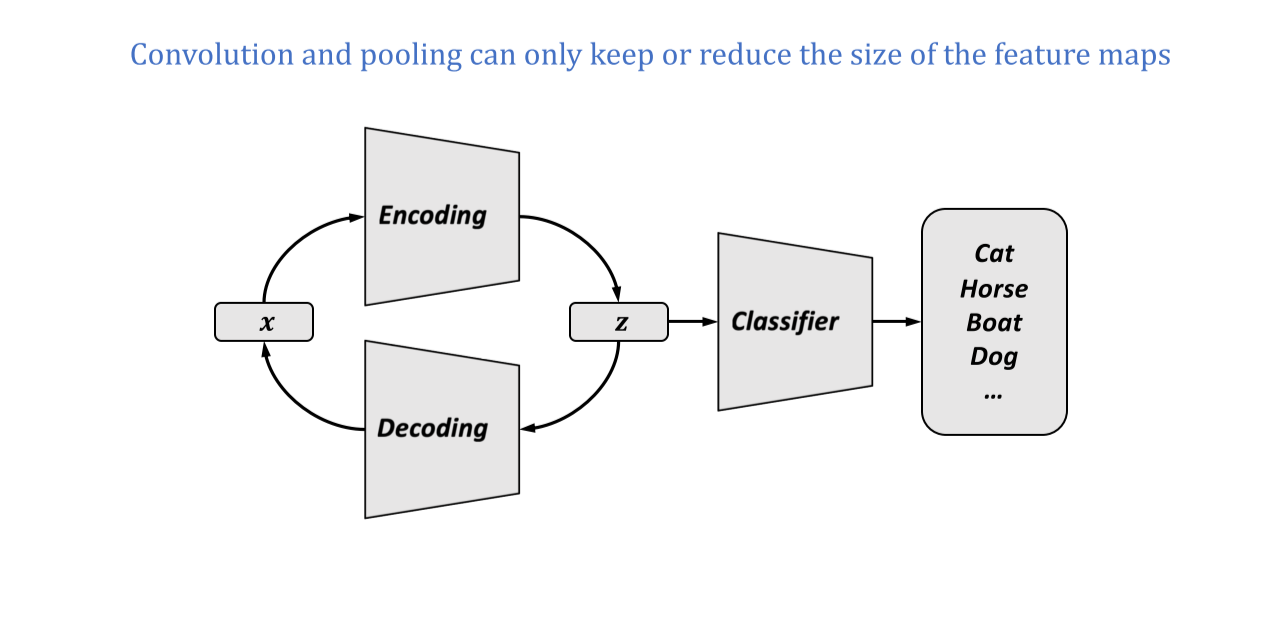 Convolution and pooling can only keep or reduce the size of the feature maps
Encoding
x
z
Decoding
Classifier
Cat
Horse
Boat
Dog
...